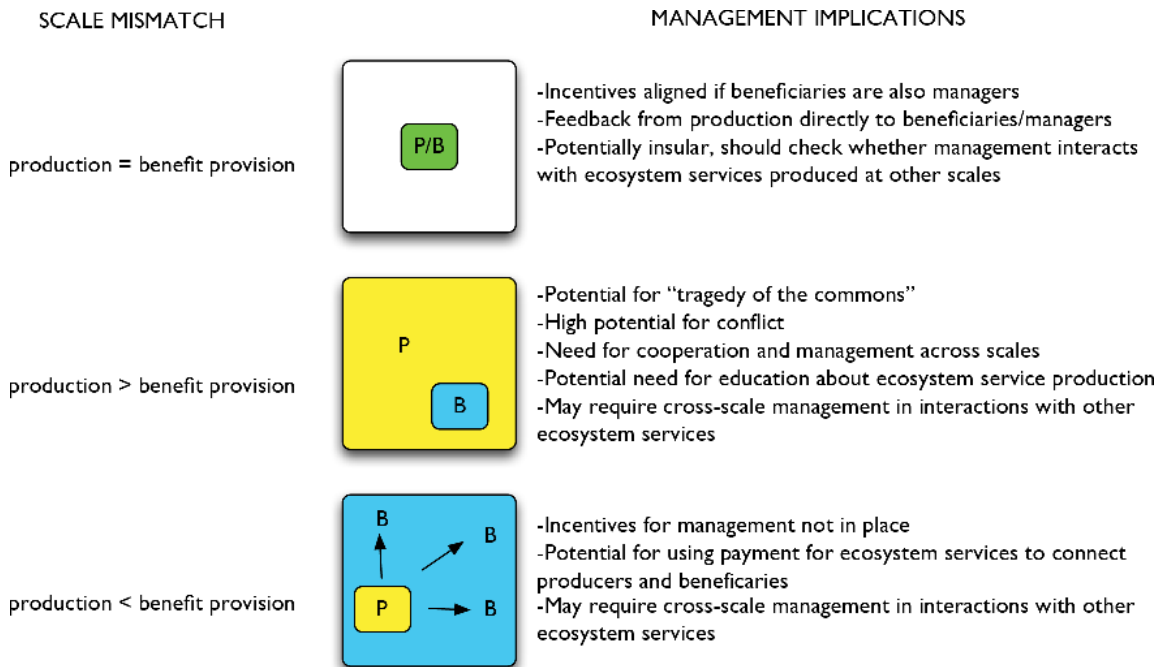 SCALE MISMATCH
MANAGEMENT IMPLICATIONS
production = benefit provision
P/B
-Incentives aligned if beneficiaries are also managers
-Feedback from production directly to beneficiaries/managers
-Potentially insular, should check whether management interacts
with ecosystem services produced at other scales
production > benefit provision
P
B
-Potential for “tragedy of the commons”
-High potential for conflict
-Need for cooperation and management across scales
-Potential need for education about ecosystem service production
-May require cross-scale management in interactions with other
ecosystem services
production < benefit provision
B
B
P
B
-Incentives for management not in place
-Potential for using payment for ecosystem services to connect
producers and beneficaries
-May require cross-scale management in interactions with other
ecosystem services